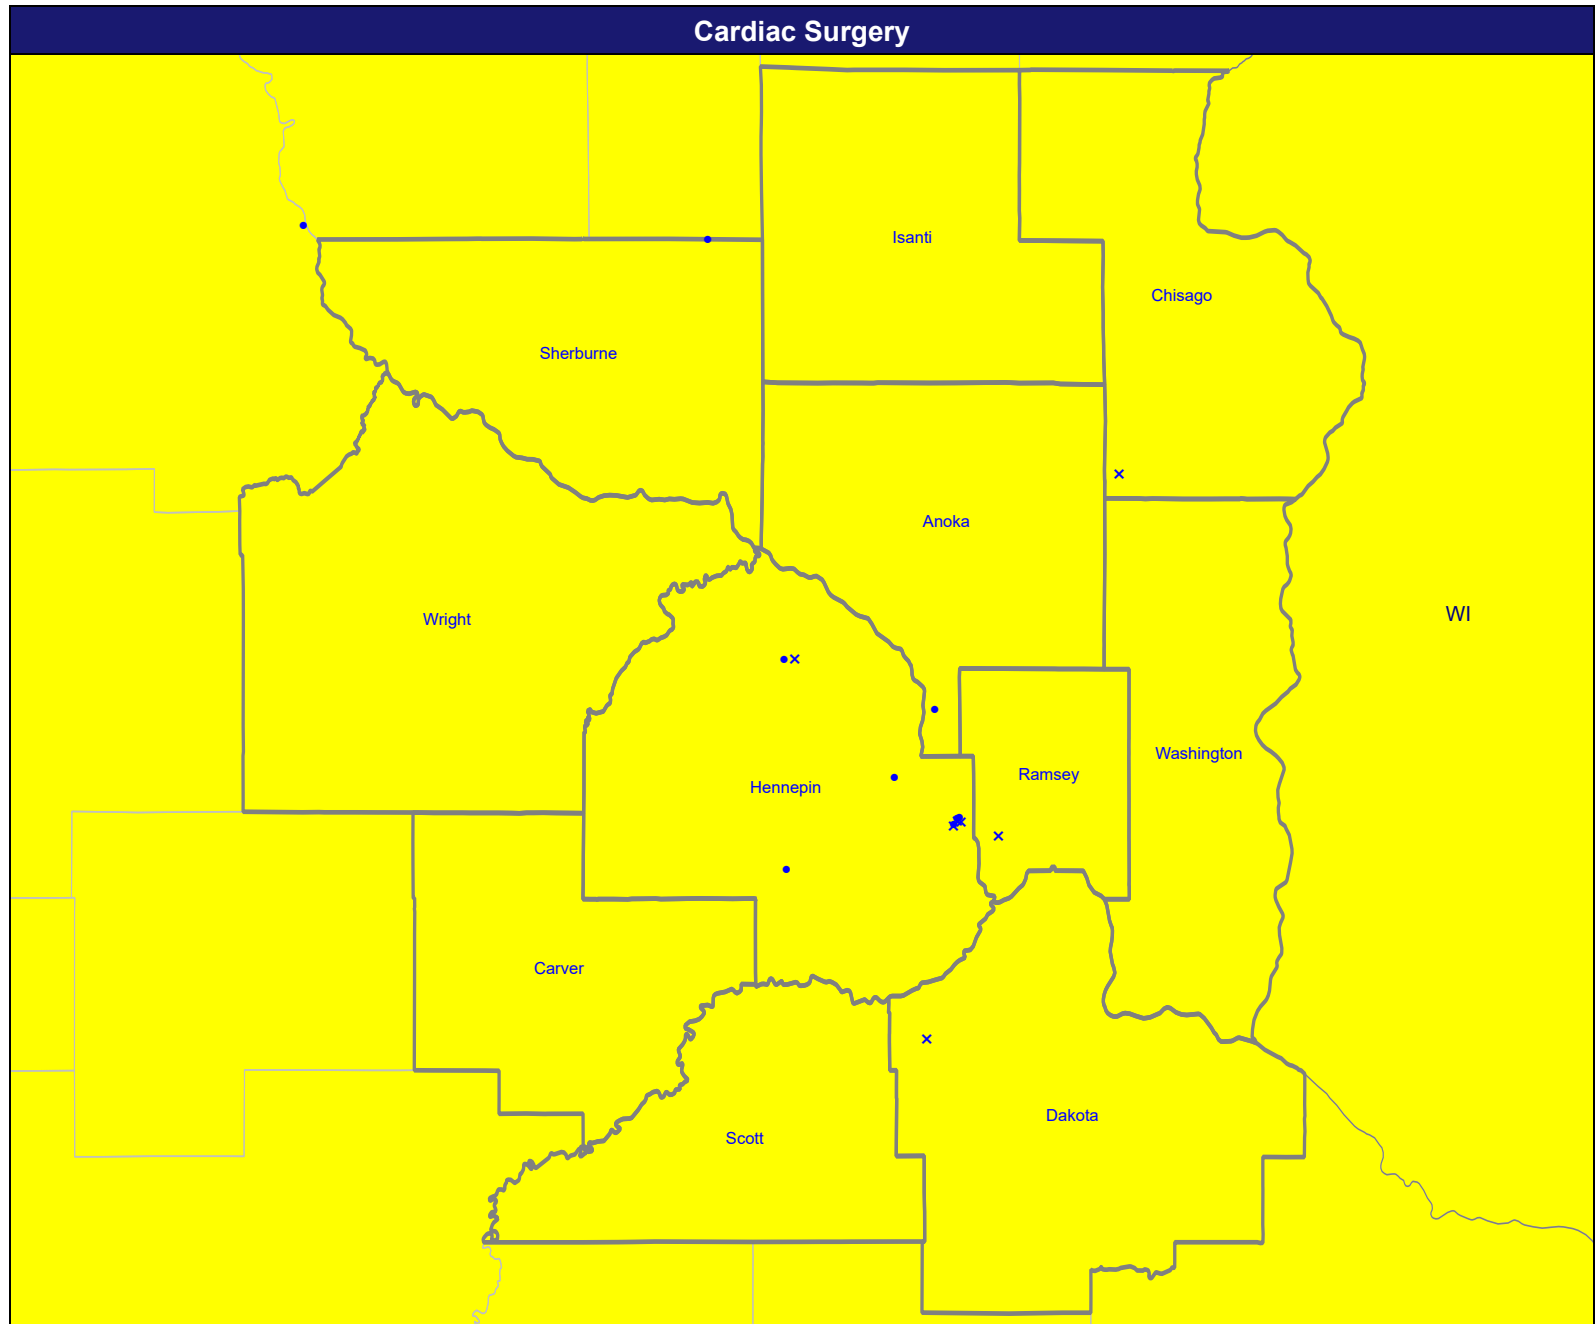 Cardiac Surgery
Isanti
Chisago
Sherburne
Anoka
WI
Wright
Washington
Ramsey
Hennepin
Carver
Dakota
Scott